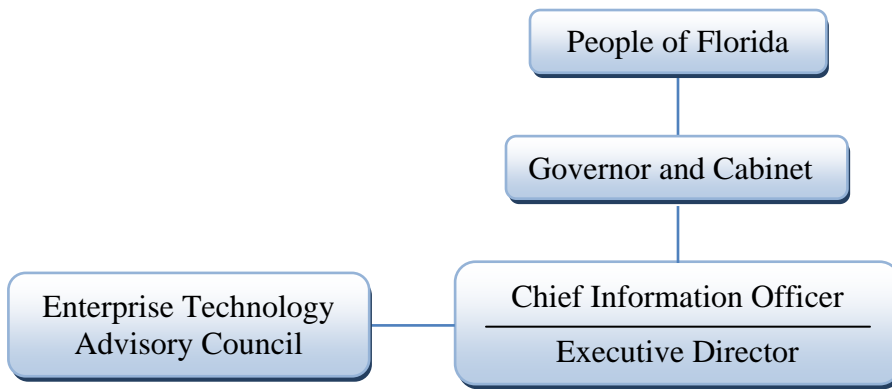 People of Florida
Governor and Cabinet
Enterprise Technology
Advisory Council
Chief Information Officer
Executive Director